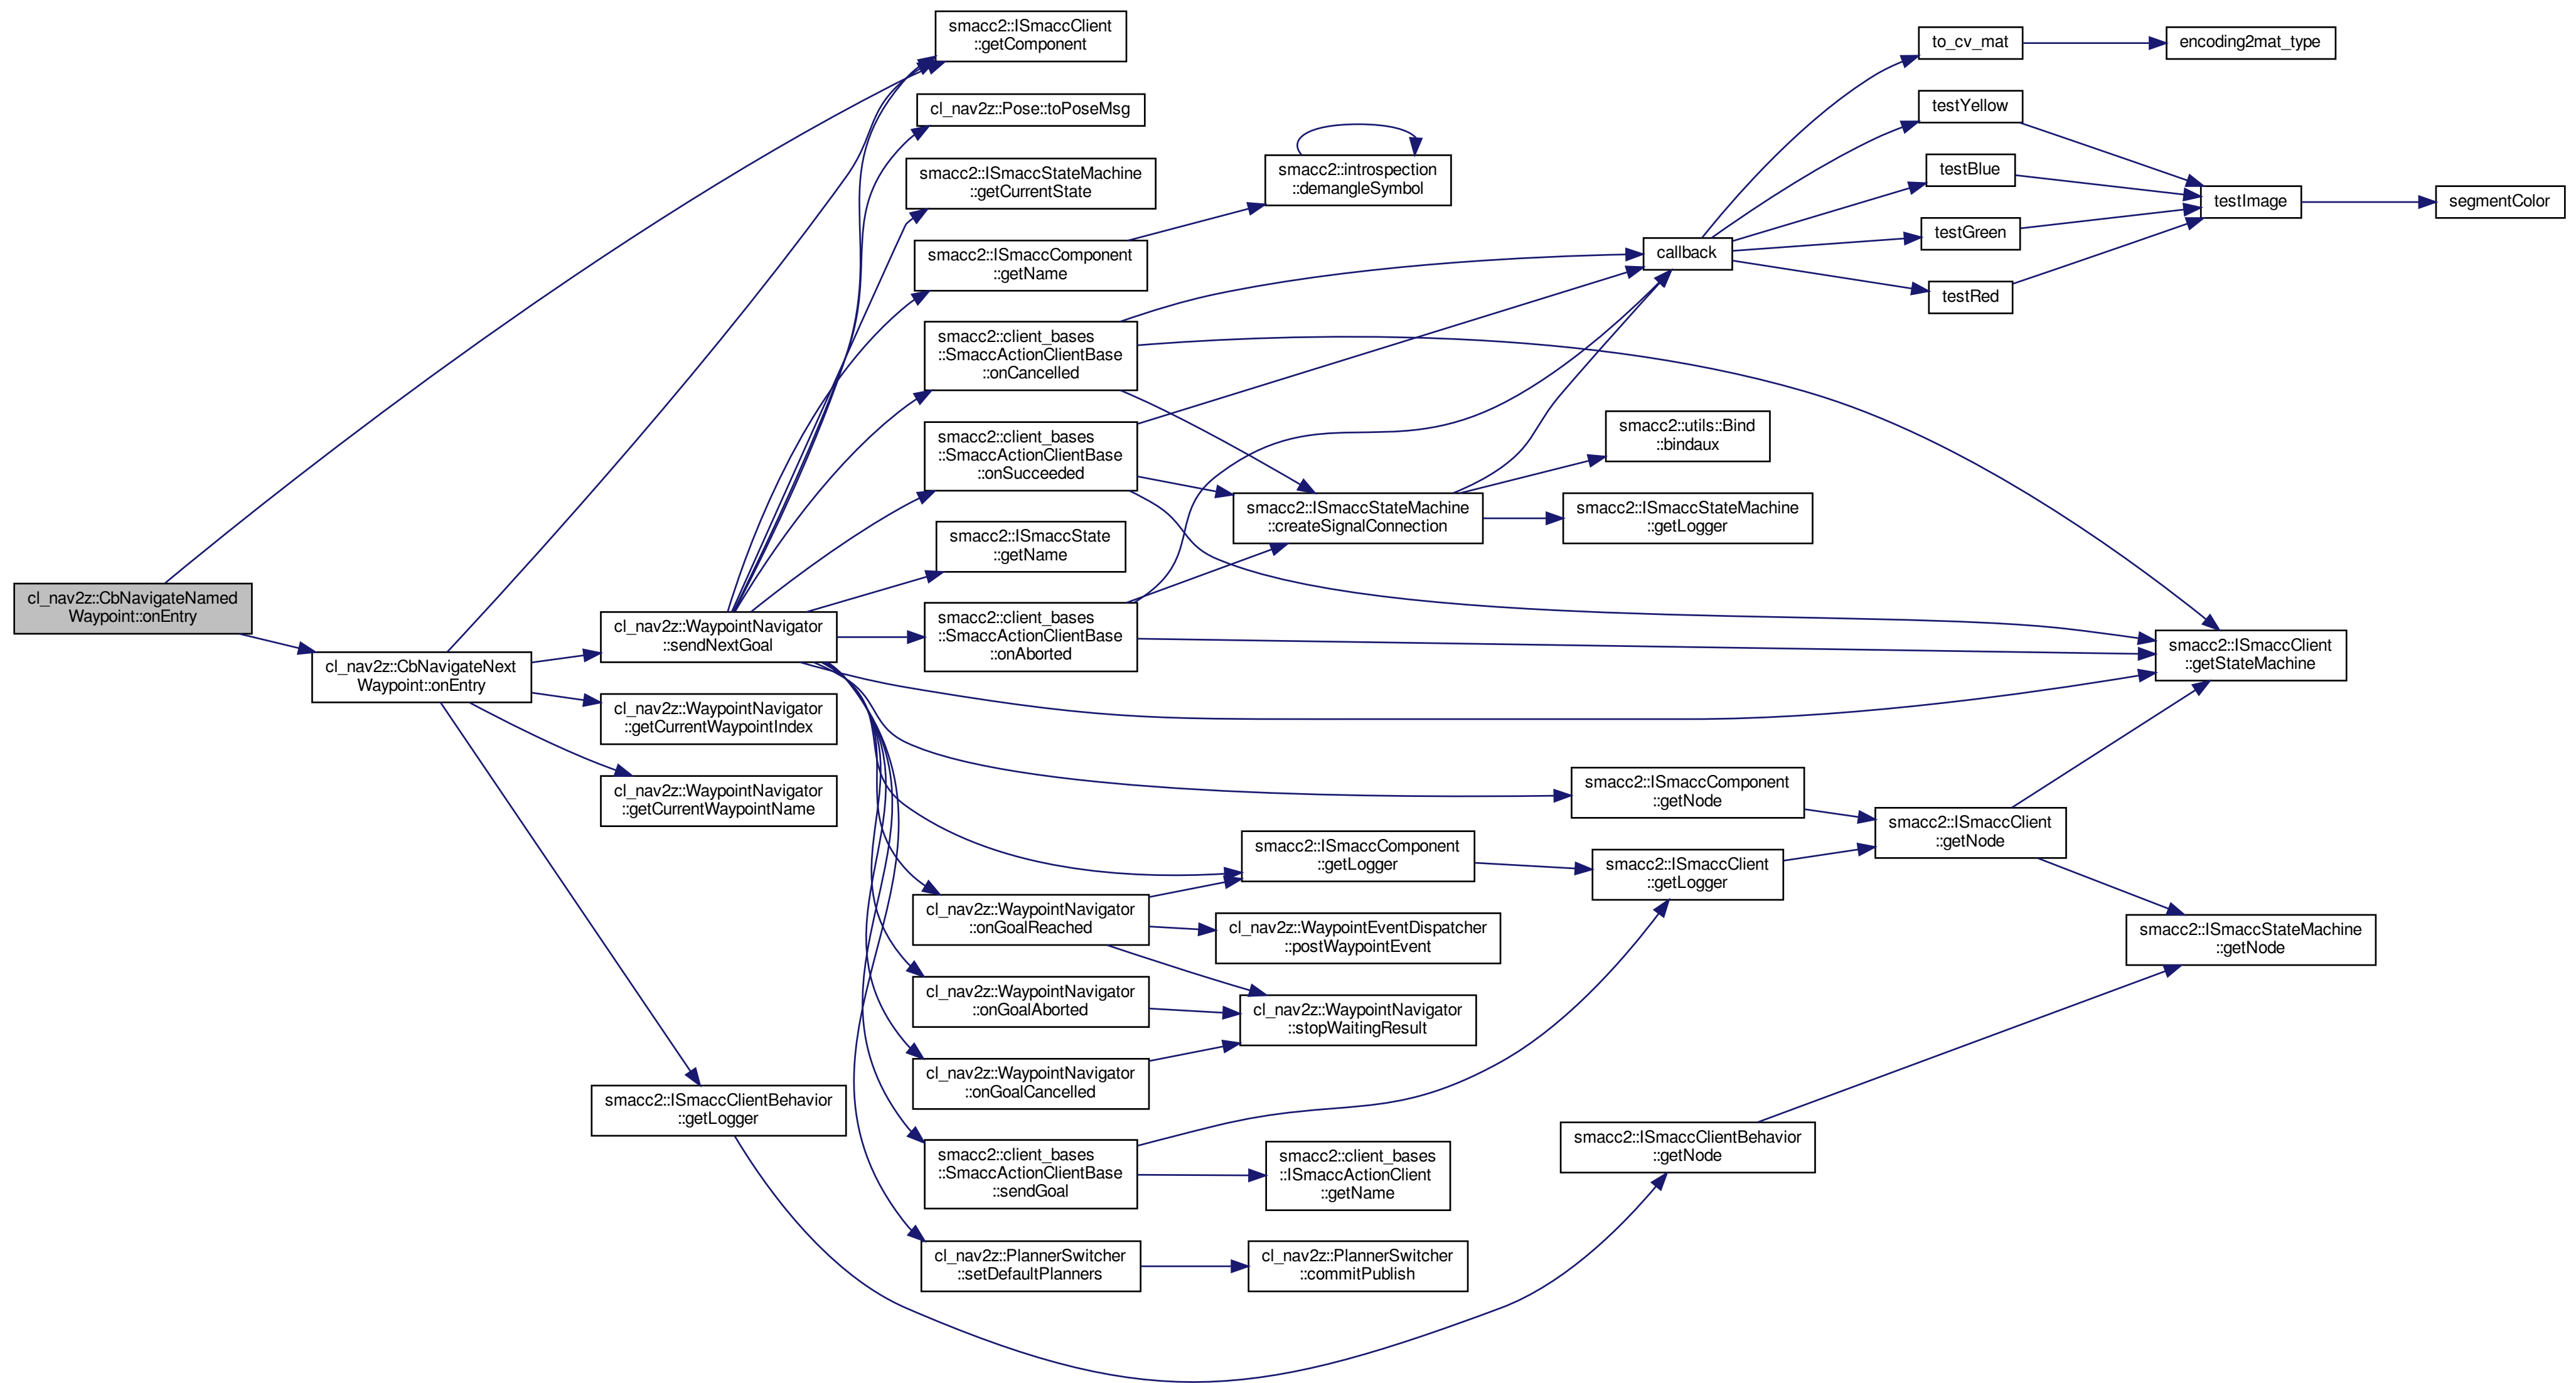 cl_nav2z::CbNavigateNamed
Waypoint::onEntry
cl_nav2z::CbNavigateNext
Waypoint::onEntry
cl_nav2z::WaypointNavigator
::sendNextGoal
cl_nav2z::WaypointNavigator
::getCurrentWaypointIndex
cl_nav2z::WaypointNavigator
::getCurrentWaypointName
smacc2::ISmaccClientBehavior
::getLogger
smacc2::ISmaccClient
::getComponent
cl_nav2z::Pose::toPoseMsg
smacc2::ISmaccStateMachine
::getCurrentState
smacc2::ISmaccComponent
::getName
smacc2::client_bases
::SmaccActionClientBase
::onCancelled
smacc2::client_bases
::SmaccActionClientBase
::onSucceeded
smacc2::ISmaccState
::getName
smacc2::client_bases
::SmaccActionClientBase
::onAborted
cl_nav2z::WaypointNavigator
::onGoalReached
cl_nav2z::WaypointNavigator
::onGoalAborted
cl_nav2z::WaypointNavigator
::onGoalCancelled
smacc2::client_bases
::SmaccActionClientBase
::sendGoal
cl_nav2z::PlannerSwitcher
::setDefaultPlanners
smacc2::introspection
::demangleSymbol
smacc2::ISmaccStateMachine
::createSignalConnection
smacc2::ISmaccComponent
::getLogger
cl_nav2z::WaypointEventDispatcher
::postWaypointEvent
cl_nav2z::WaypointNavigator
::stopWaitingResult
smacc2::client_bases
::ISmaccActionClient
::getName
cl_nav2z::PlannerSwitcher
::commitPublish
callback
smacc2::utils::Bind
::bindaux
smacc2::ISmaccStateMachine
::getLogger
smacc2::ISmaccComponent
::getNode
smacc2::ISmaccClient
::getLogger
smacc2::ISmaccClientBehavior
::getNode
to_cv_mat
testYellow
testBlue
testGreen
testRed
smacc2::ISmaccClient
::getNode
encoding2mat_type
testImage
smacc2::ISmaccClient
::getStateMachine
smacc2::ISmaccStateMachine
::getNode
segmentColor